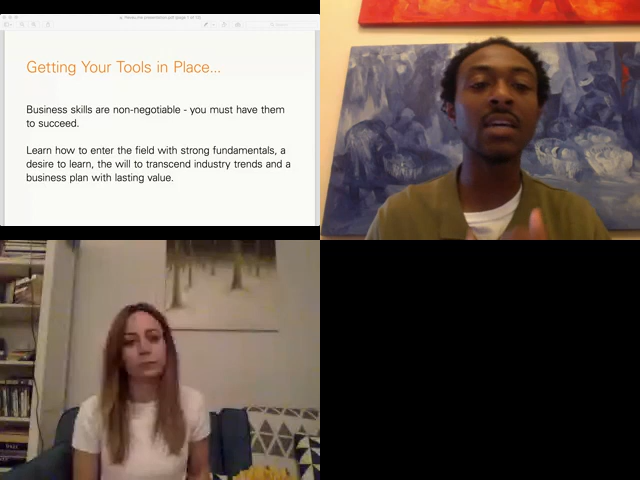 Getting Your Tools in Place...
Business skills are non-negotiable - you must have them
to succeed.
Learn how to enter the field with strong fundamentals, a
desire to learn, the will to transcend industry trends and a
business plan with lasting value.